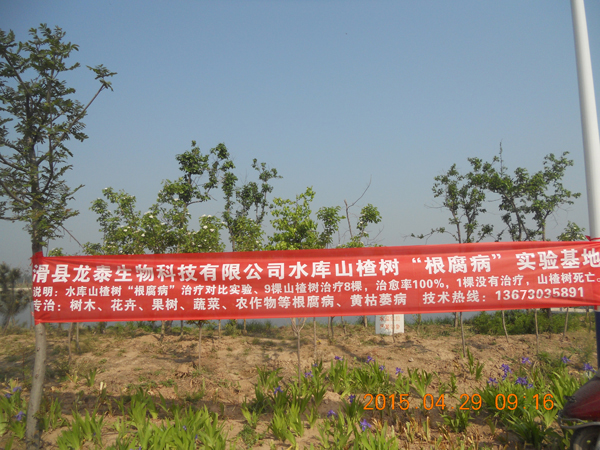 滑县龙泰生物科技有限公司水库山楂树“根腐病”实验基地
说明：水库山楂树“根腐病”治疗对比实验、9棵山楂树治疗8棵，治愈率100%，1棵没有治疗，山楂树死亡。
专治：树木、花卉、果树、蔬菜、农作物等根腐病、黄枯萎病 技术热线：13673035891
2015.04.29 09:16